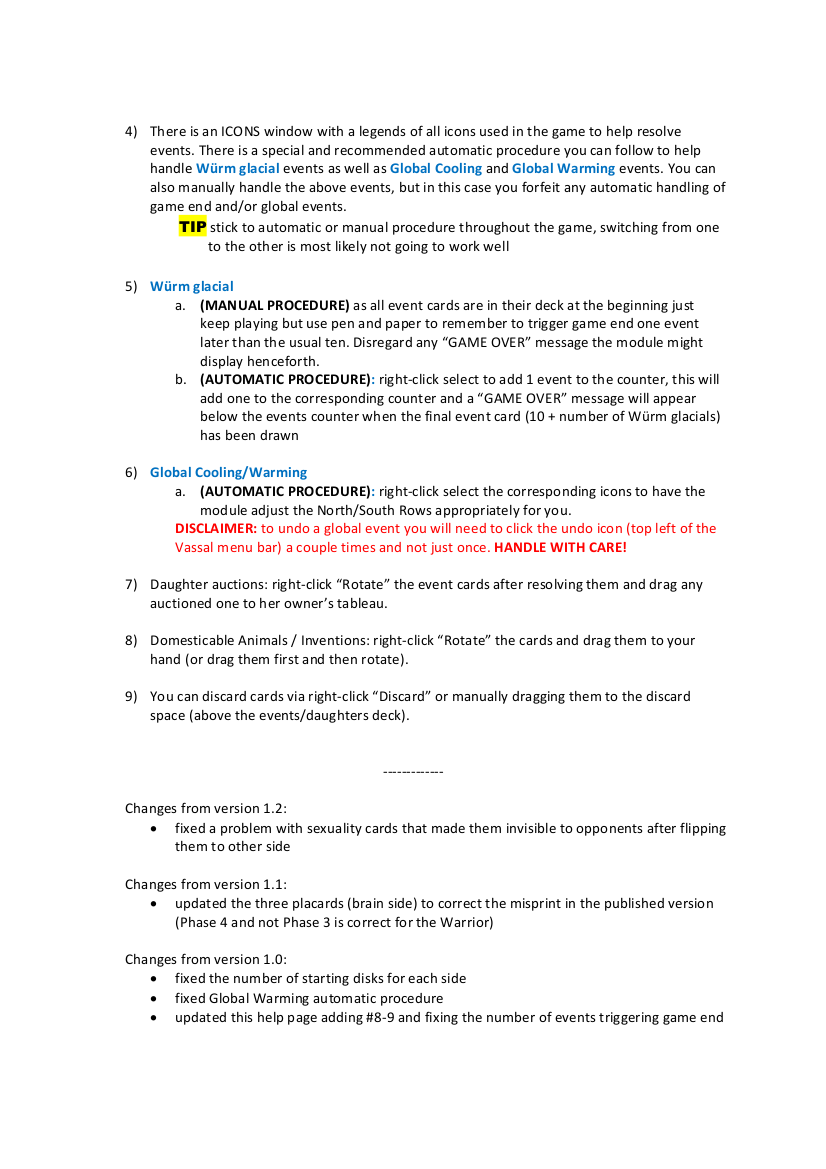 4) There is an ICONS window with a legends of all icons used in the game to help resolve
events. There is a special and recommended automatic procedure you can follow to help
handle Würm glacial events as well as Global Cooling and Global Warming events. You can
also manually handle the above events, but in this case you forfeit any automatic handling of
game end and/or global events.
TIP stick to automatic or manual procedure throughout the game, switching from one
to the other is most likely not going to work well
5) Würm glacial
a. (MANUAL PROCEDURE) as all event cards are in their deck at the beginning just
keep playing but use pen and paper to remember to trigger game end one event
later than the usual ten. Disregard any “GAME OVER” message the module might
display henceforth.
b. (AUTOMATIC PROCEDURE): right-click select to add 1 event to the counter, this will
add one to the corresponding counter and a “GAME OVER” message will appear
below the events counter when the final event card (10 + number of Würm glacials)
has been drawn
6) Global Cooling/Warming
a. (AUTOMATIC PROCEDURE): right-click select the corresponding icons to have the
module adjust the North/South Rows appropriately for you.
DISCLAIMER: to undo a global event you will need to click the undo icon (top left of the
Vassal menu bar) a couple times and not just once. HANDLE WITH CARE!
7) Daughter auctions: right-click “Rotate” the event cards after resolving them and drag any
auctioned one to her owner’s tableau.
8) Domesticable Animals / Inventions: right-click “Rotate” the cards and drag them to your
hand (or drag them first and then rotate).
9) You can discard cards via right-click “Discard” or manually dragging them to the discard
space (above the events/daughters deck).
-------------
Changes from version 1.2:
• fixed a problem with sexuality cards that made them invisible to opponents after flipping
them to other side
Changes from version 1.1:
• updated the three placards (brain side) to correct the misprint in the published version
(Phase 4 and not Phase 3 is correct for the Warrior)
Changes from version 1.0:
• fixed the number of starting disks for each side
• fixed Global Warming automatic procedure
• updated this help page adding #8-9 and fixing the number of events triggering game end